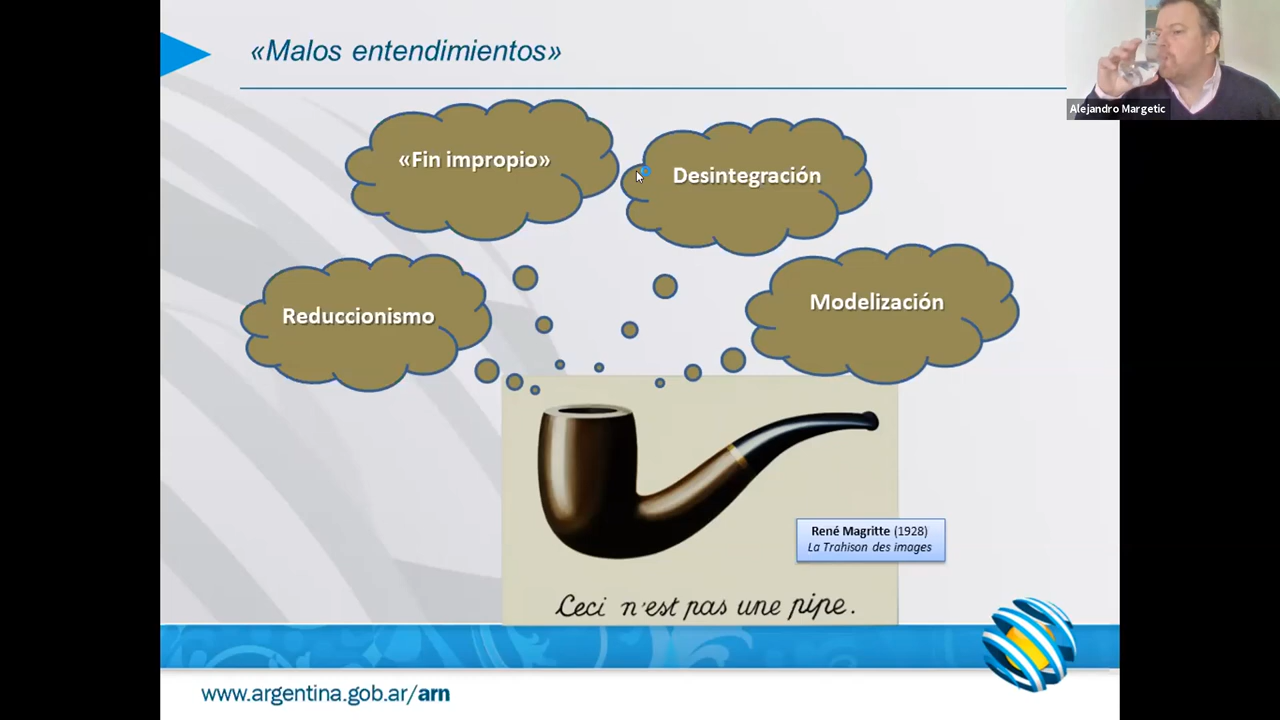 «Malos entendimientos»
Alejandro Margetic
«Fin impropio»
Desintegración
Reduccionismo
Modelización
René Magritte (1928)
La Trahison des images
Ceci n'est pas une pipe.
www.argentina.gob.ar/arn